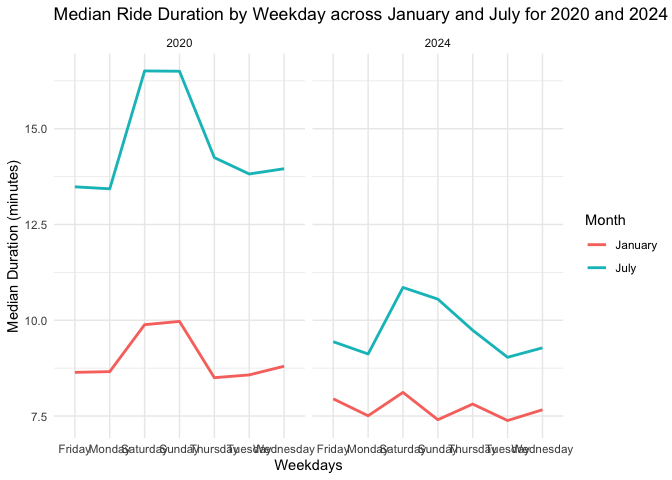 Median Ride Duration by Weekday across January and July for 2020 and 2024
2020 2024
15.0
12.5
10.0
7.5
Median Duration (minutes)
Friday Monday Saturday Sunday Thursday Tuesday Wednesday Friday Monday Saturday Sunday Thursday Tuesday Wednesday
Weekdays
Month
January
July